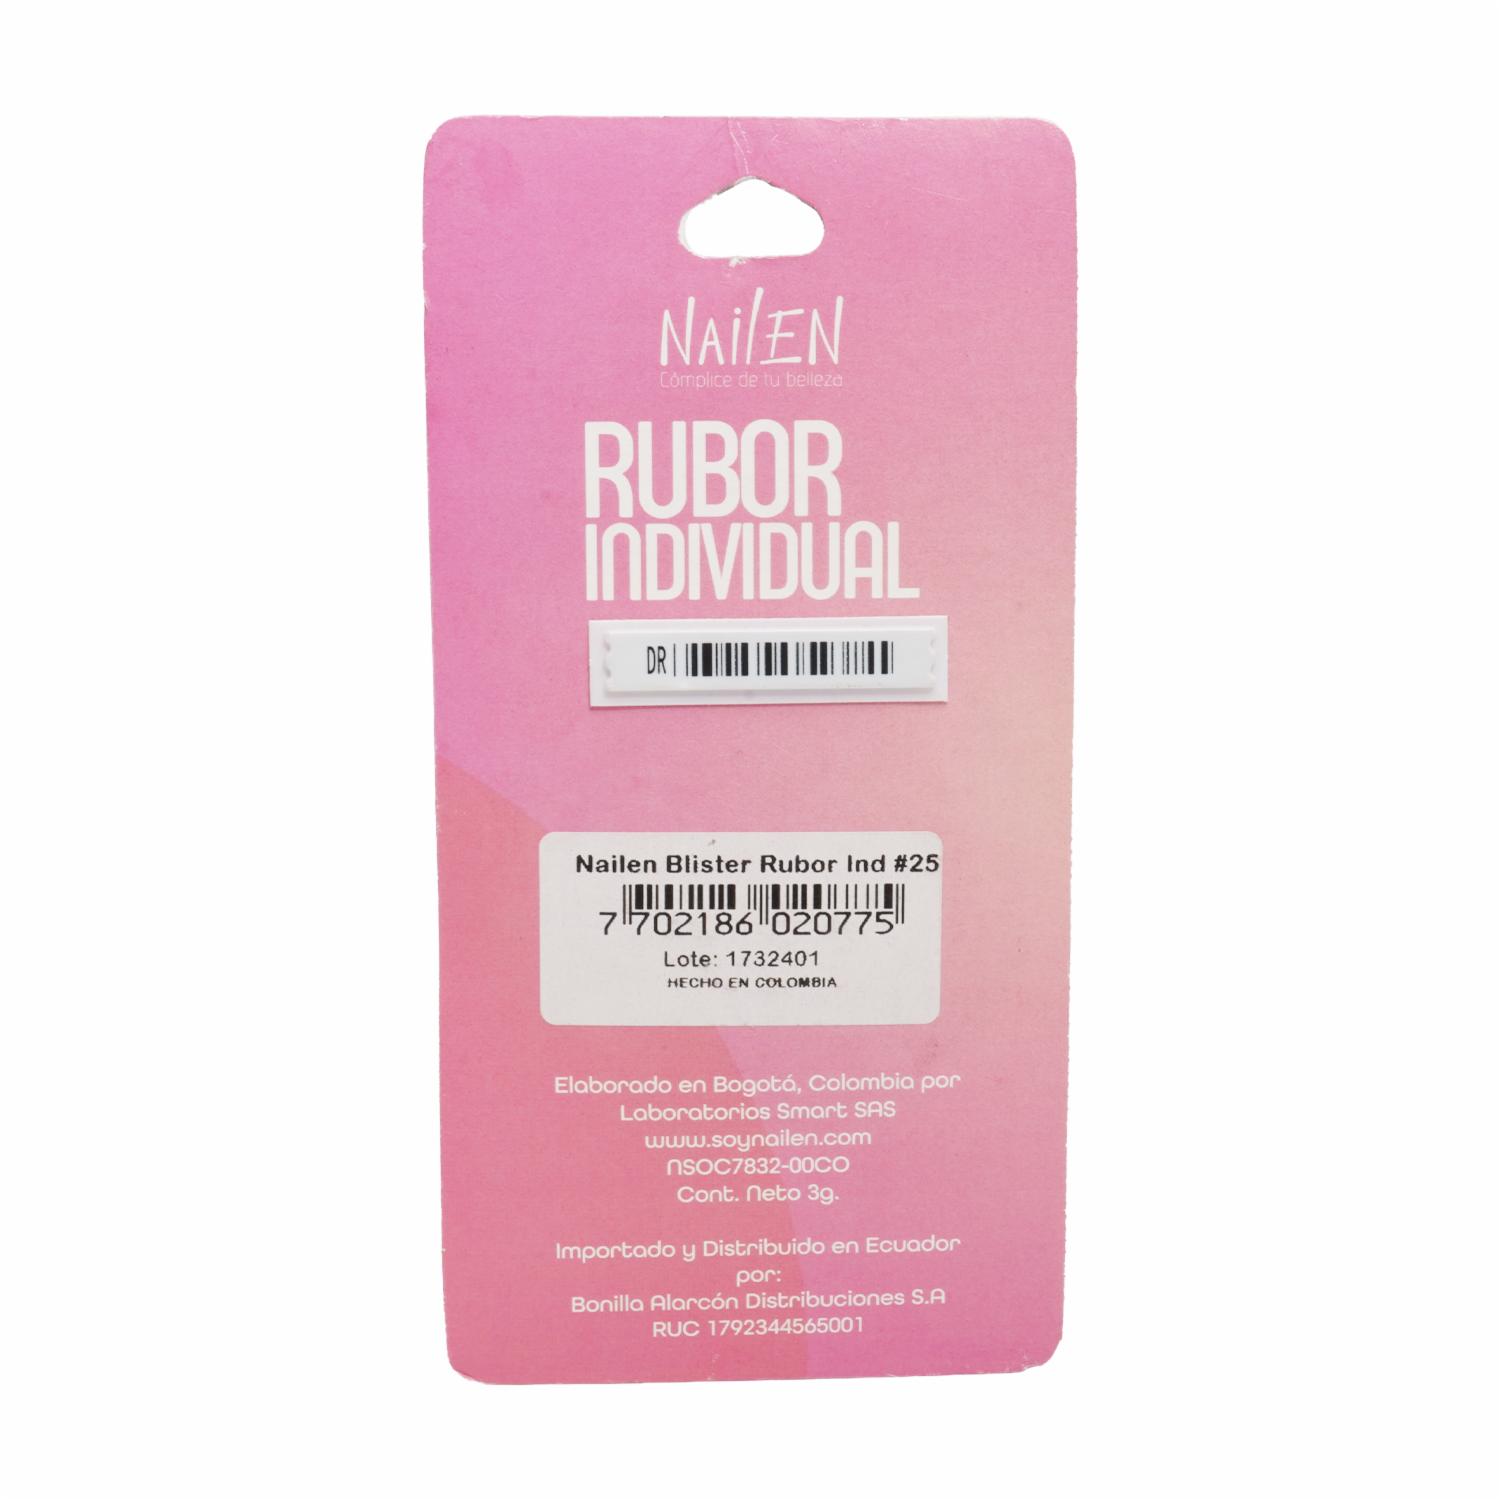 NAilEN
Cómplice de tu belleza
RUBOR
INDIVIDUAL
DR
Nailen Blister Rubor Ind #25
7 702186 020775
Lote: 1732401
HECHO EN COLOMBIA
Elaborado en Bogotá, Colombia por
Laboratorios Smart SAS
www.soynailen.com
NSOC7832-00CO
Cont. Neto 3g.
Importado y Distribuido en Ecuador
por:
Bonilla Alarcón Distribuciones S.A
RUC 1792344565001